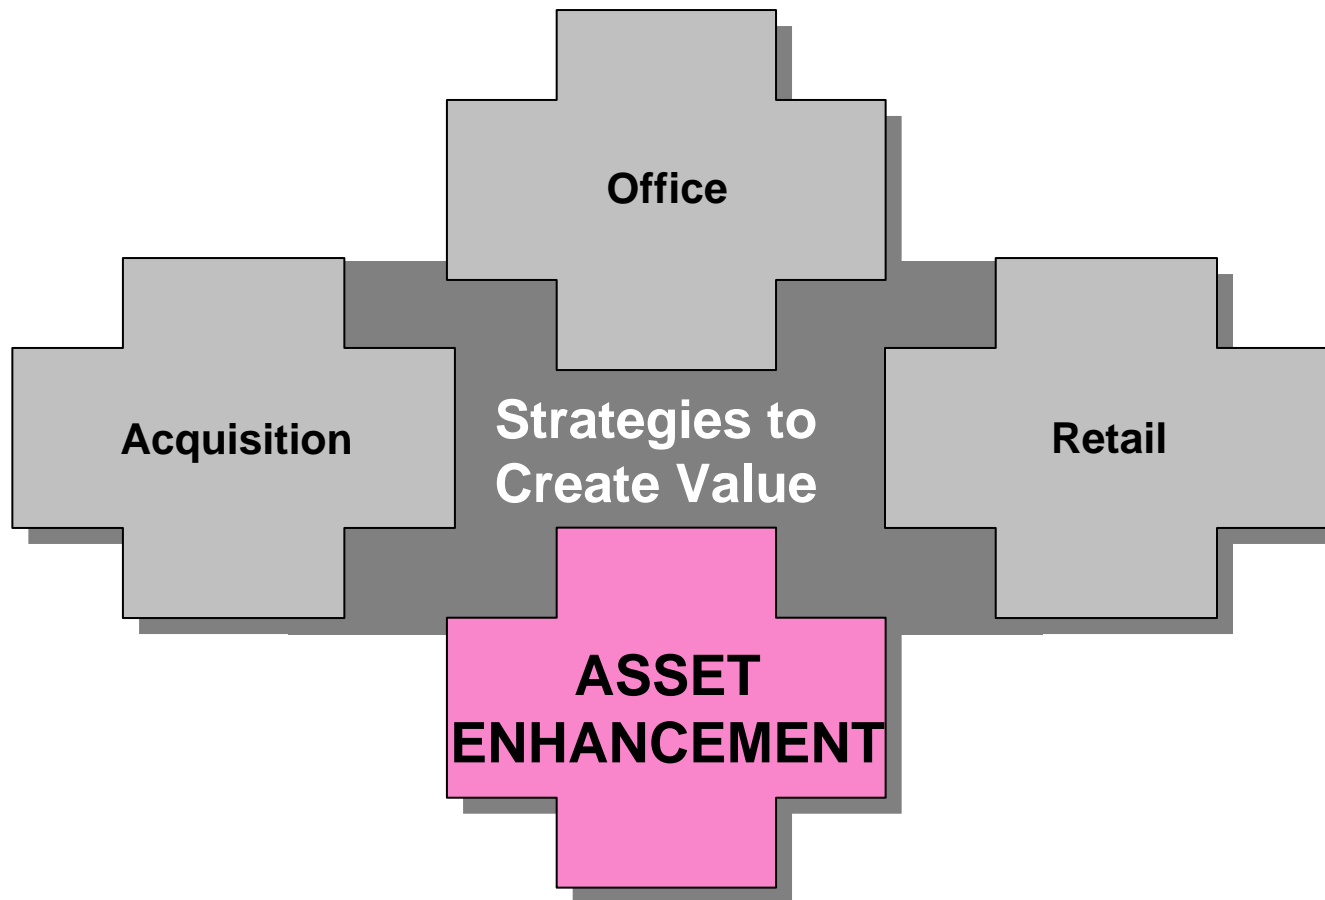 Office
Acquisition
Strategies to
Create Value
Retail
ASSET
ENHANCEMENT